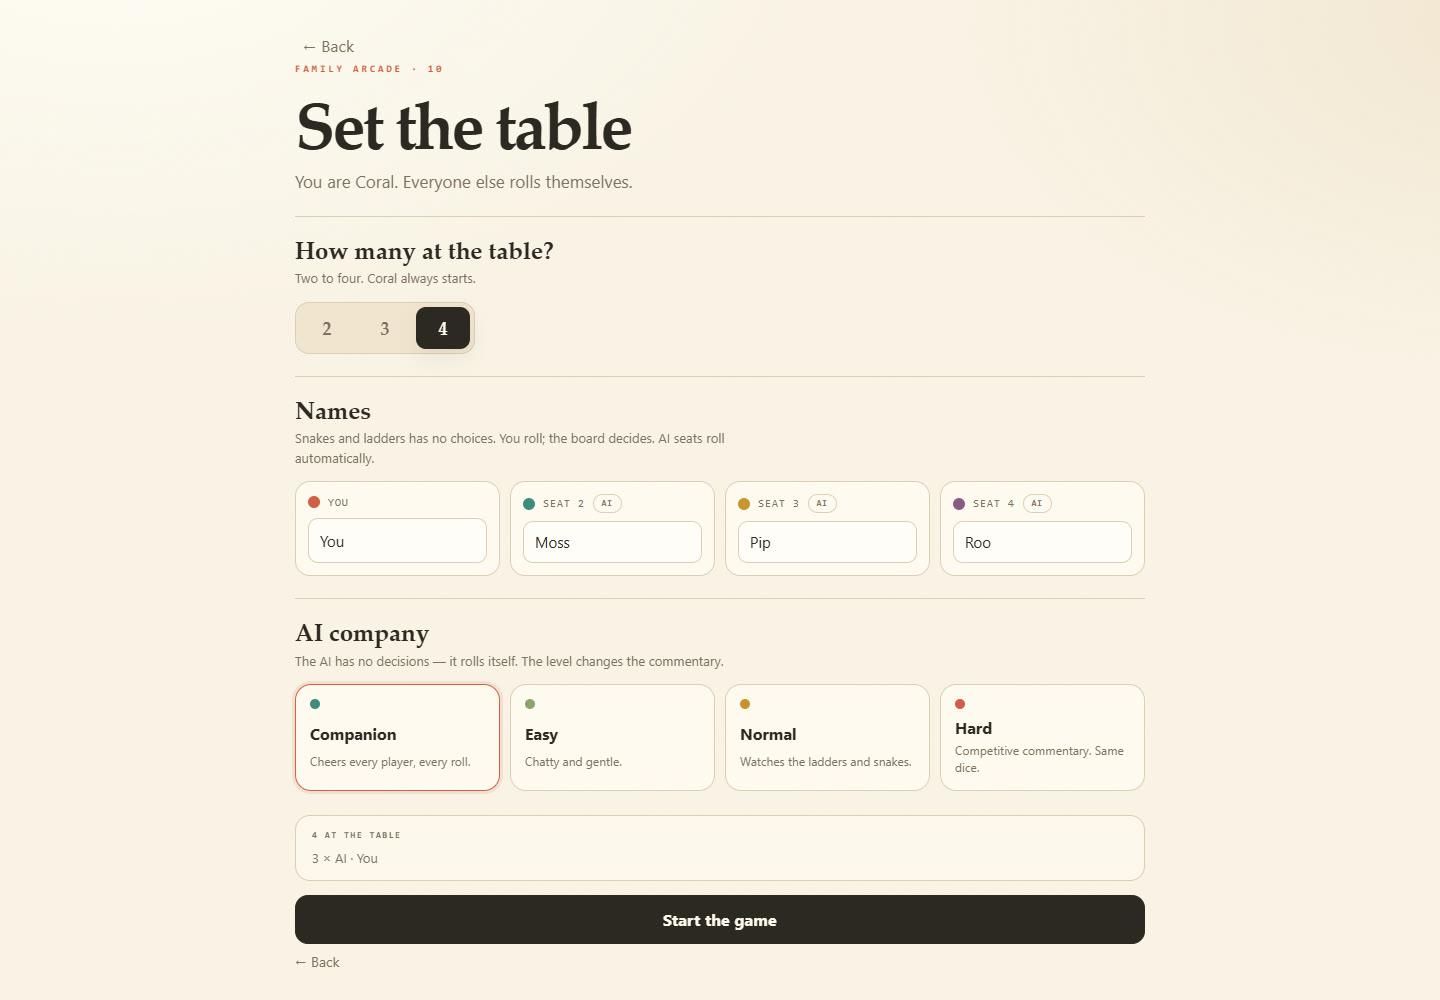 ← Back
FAMILY ARCADE · 10
Set the table
You are Coral. Everyone else rolls themselves.
How many at the table?
Two to four. Coral always starts.
2 3 4
Names
Snakes and ladders has no choices. You roll; the board decides. AI seats roll
automatically.
YOU
You
SEAT 2 AI
Moss
SEAT 3 AI
Pip
SEAT 4 AI
Roo
AI company
The AI has no decisions — it rolls itself. The level changes the commentary.
Companion
Cheers every player, every roll.
Easy
Chatty and gentle.
Normal
Watches the ladders and snakes.
Hard
Competitive commentary. Same
dice.
4 AT THE TABLE
3 × AI · You
Start the game
← Back